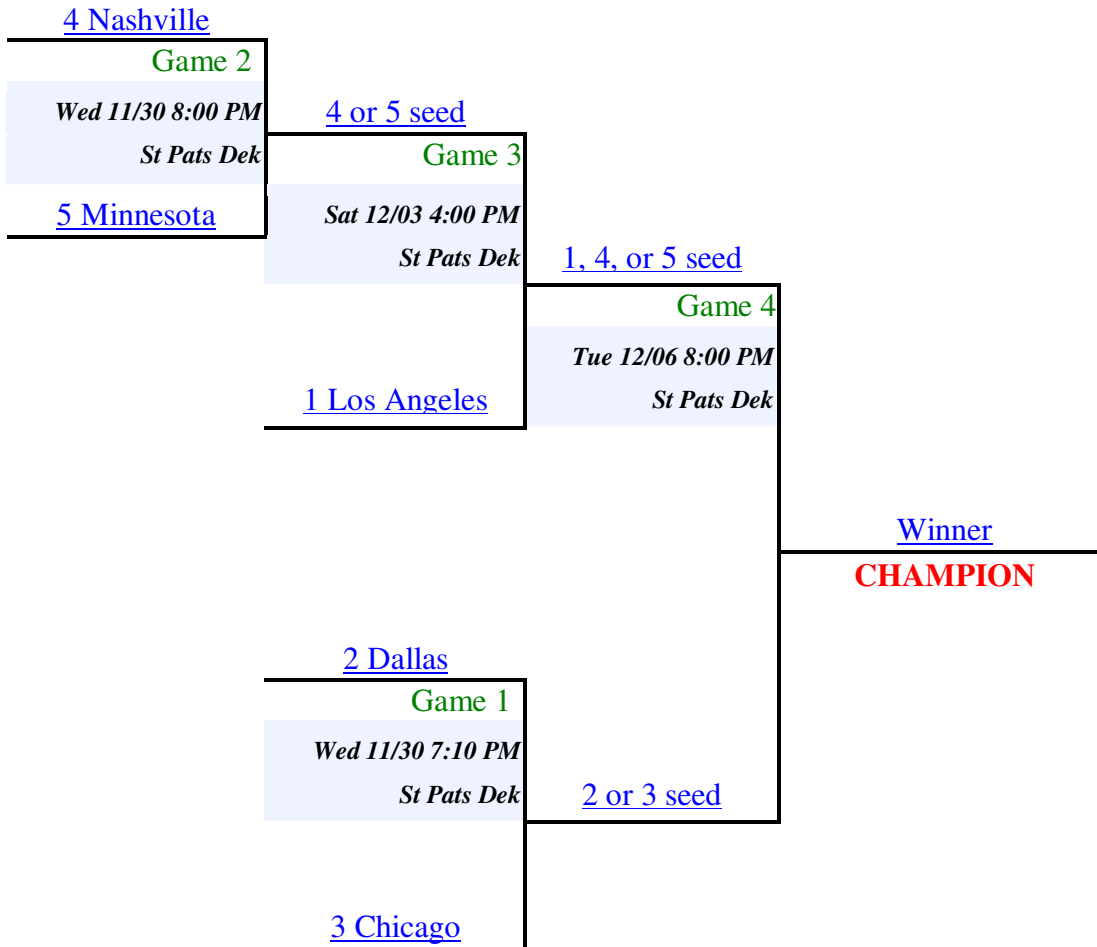 4 Nashville
Game 2
Wed 11/30 8:00 PM
St Pats Dek
5 Minnesota
4 or 5 seed
Game 3
Sat 12/03 4:00 PM
St Pats Dek
1 Los Angeles
1, 4, or 5 seed
Game 4
Tue 12/06 8:00 PM
St Pats Dek
Winner
CHAMPION
2 Dallas
Game 1
Wed 11/30 7:10 PM
St Pats Dek
2 or 3 seed
3 Chicago